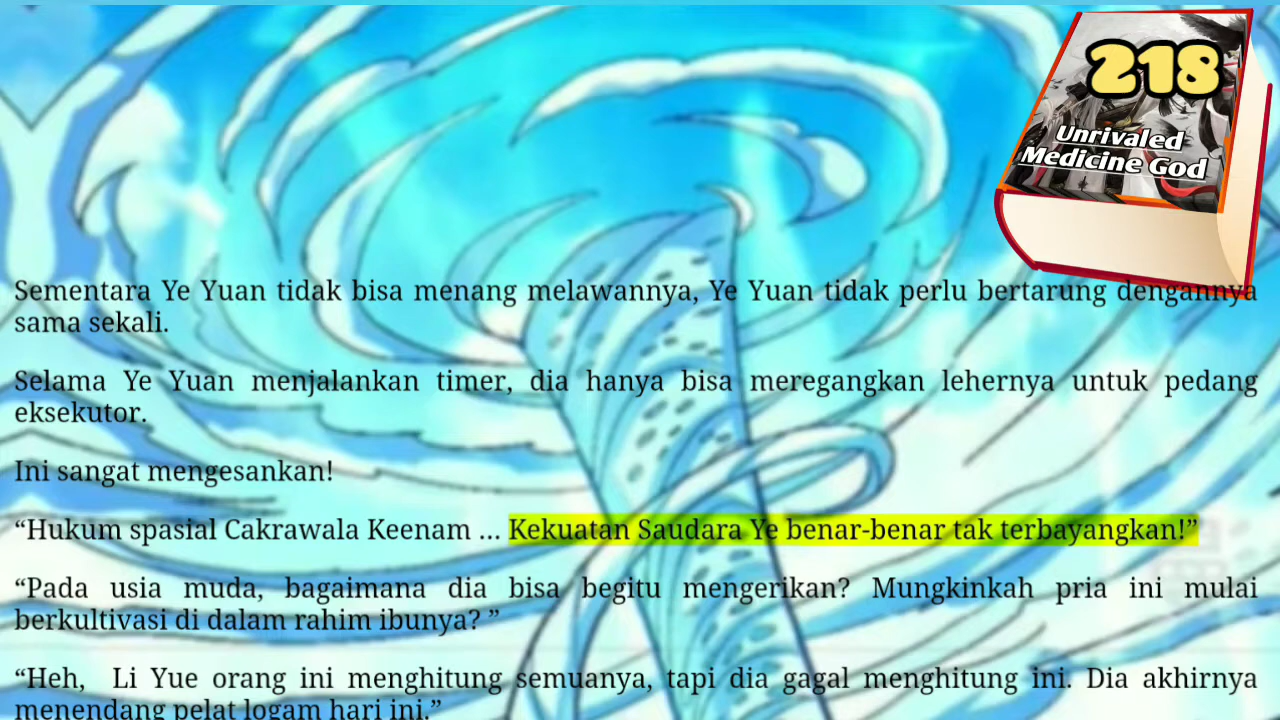 218
Unrivaled
Medicine God
Sementara Ye Yuan tidak bisa menang melawannya, Ye Yuan tidak perlu bertarung dengannya
sama sekali.
Selama Ye Yuan menjalankan timer, dia hanya bisa meregangkan lehernya untuk pedang
eksekutor.
Ini sangat mengesankan!
“Hukum spasial Cakrawala Keenam ... Kekuatan Saudara Ye benar-benar tak terbayangkan!”
“Pada usia muda, bagaimana dia bisa begitu mengerikan? Mungkinkah pria ini mulai
berkultivasi di dalam rahim ibunya? ”
“Heh, Li Yue orang ini menghitung semuanya, tapi dia gagal menghitung ini. Dia akhirnya
menendang pelat logam hari ini.”